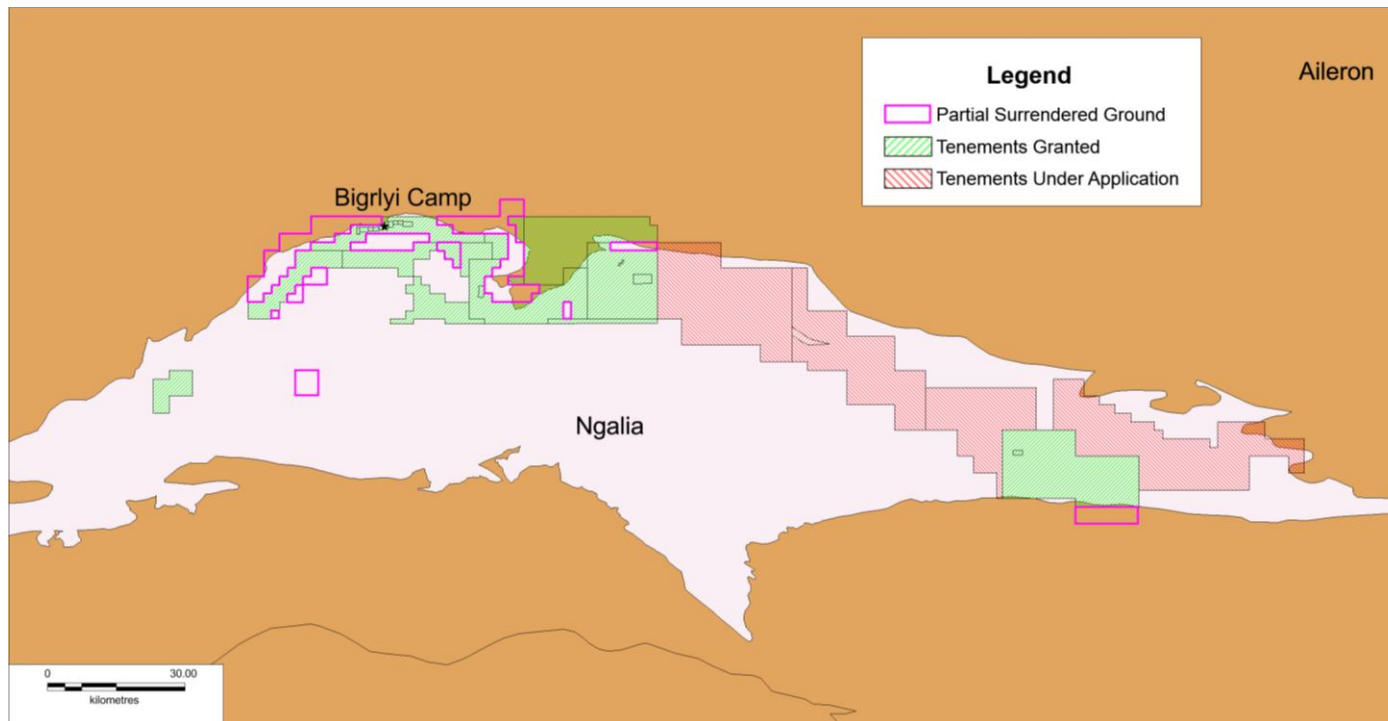 Legend
Aileron
Partial Surrendered Ground
Tenements Granted
Tenements Under Application
Bigrlyi Camp
Ngalia
0 30.00
kilometres